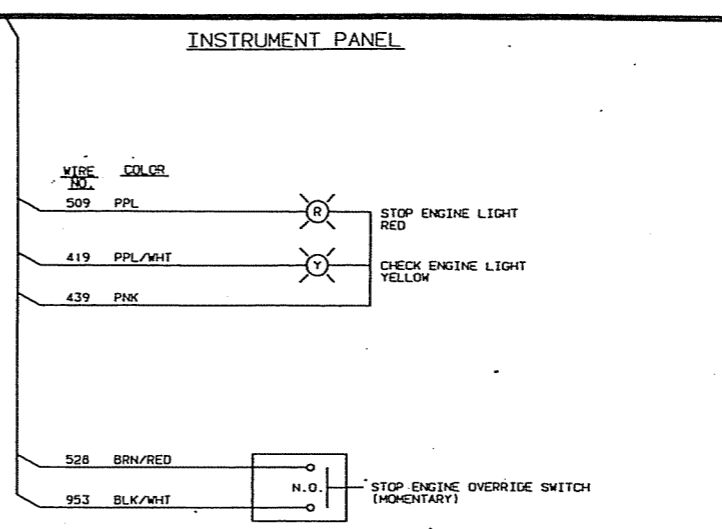 INSTRUMENT PANEL
WIRE COLOR
NO.
509 PPL
R
STOP ENGINE LIGHT
RED
419 PPL/WHT
Y
CHECK ENGINE LIGHT
YELLOW
439 PNK
528 BRN/RED
N.O.
STOP ENGINE OVERRIDE SWITCH
(MOMENTARY)
953 BLK/WHT